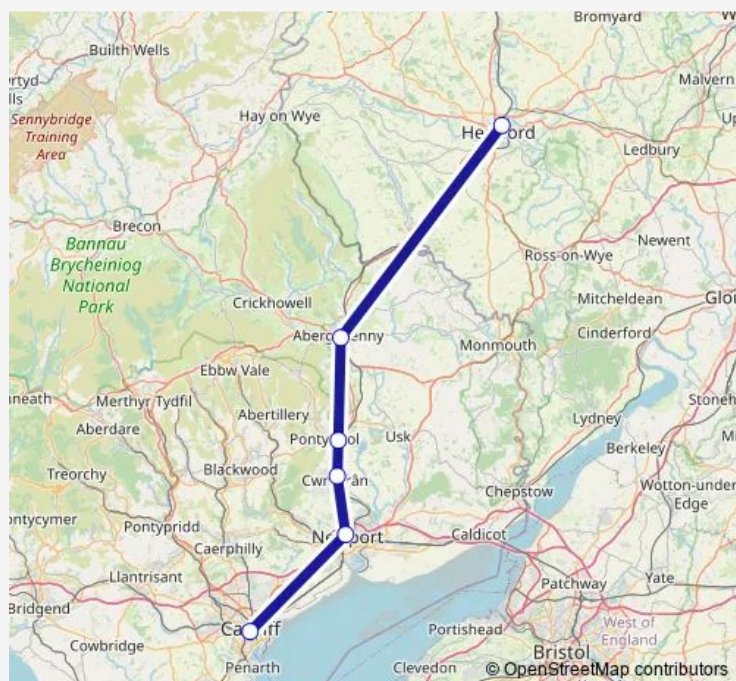 Bromyard
Builth Wells
Malvern
Sennybridge
Training
Area
Hay on Wye
Ledbury
Brecon
Newent
Bannau
Brycheiniog
National
Park
Ross-on-Wye
Crickhowell
Mitcheldean
Cinderford
Monmouth
Ebbw Vale
Merthyr Tydfil
Abertillery
Lydney
Aberdare
Usk
Berkeley
Blackwood
Treorchy
Chepstow
Wotton-under-
Edge
Pontypridd
Caldicot
Caerphilly
Llantrisant
Patchway
Yate
Bridgend
West of
England
Portishead
Cowbridge
Bristol
Penarth
Clevedon
© OpenStreetMap contributors